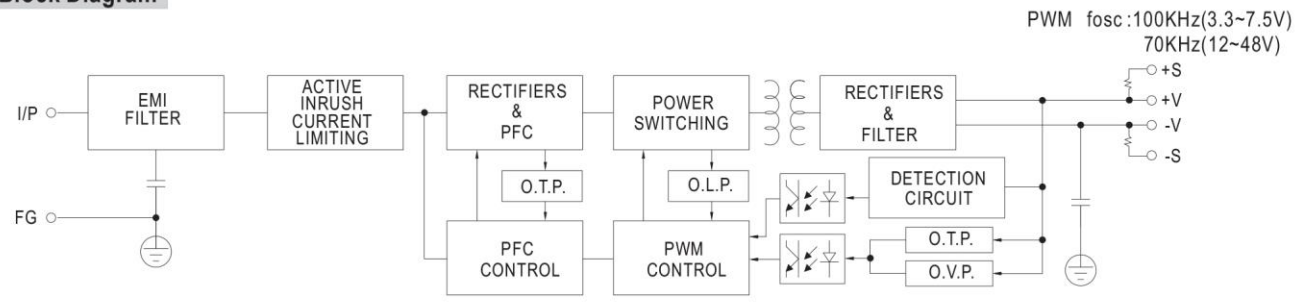 Block Diagram
PWM fosc:100KHz(3.3~7.5V)
70KHz(12~48V)
I/P
EMI
FILTER
ACTIVE
INRUSH
CURRENT
LIMITING
RECTIFIERS
&
PFC
POWER
SWITCHING
RECTIFIERS
&
FILTER
+S
+V
-V
-S
O.T.P.
O.L.P.
DETECTION
CIRCUIT
FG
PFC
CONTROL
PWM
CONTROL
O.T.P.
O.V.P.